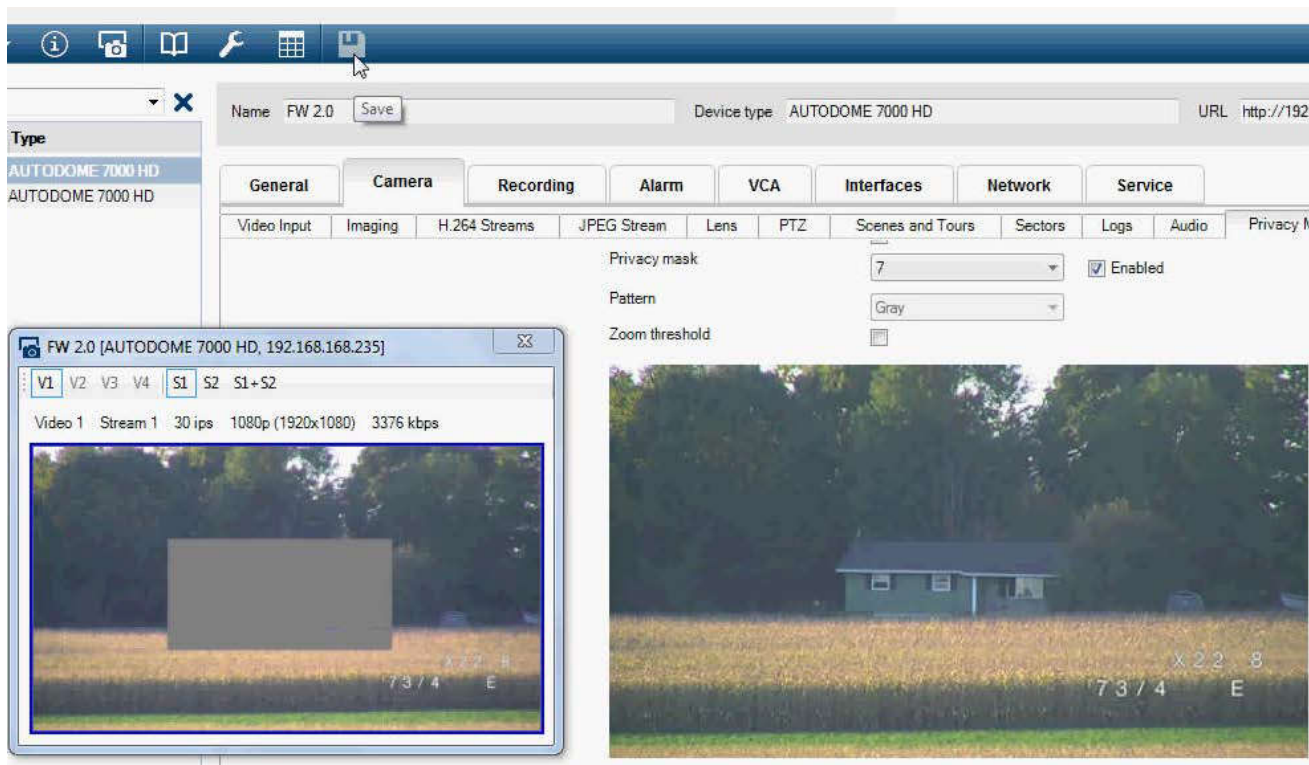 Save
Name FW 2.0 Device type AUTODOME 7000 HD URL http://192
Type
AUTODOME 7000 HD
AUTODOME 7000 HD
General Camera Recording Alarm VCA Interfaces Network Service
Video Input Imaging H.264 Streams JPEG Stream Lens PTZ Scenes and Tours Sectors Logs Audio Privacy M
Privacy mask 7 Enabled
Pattern Gray
Zoom threshold
FW 2.0 [AUTODOME 7000 HD, 192.168.168.235]
V1 V2 V3 V4 S1 S2 S1+S2
Video 1 Stream 1 30 ips 1080p (1920x1080) 3376 kbps
X22 8
73/4 E
X22 8
73/4 E